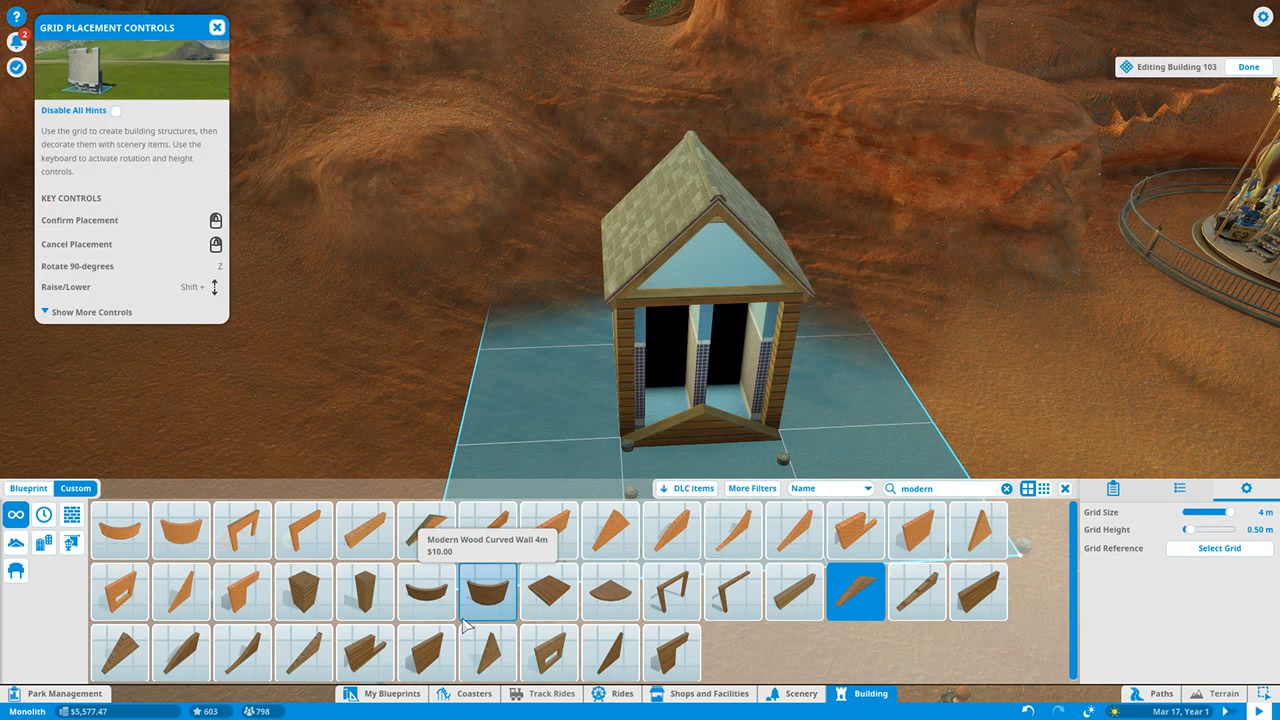 ?
2
GRID PLACEMENT CONTROLS
Disable All Hints
Use the grid to create building structures, then
decorate them with scenery items. Use the
keyboard to activate rotation and height
controls.
KEY CONTROLS
Confirm Placement
Cancel Placement
Rotate 90-degrees Z
Raise/Lower Shift +
Show More Controls
Editing Building 103 Done
Blueprint Custom
DLC items More Filters Name modern
Modern Wood Curved Wall 4m
$10.00
Grid Size 4 m
Grid Height 0.50 m
Grid Reference Select Grid
Park Management My Blueprints Coasters Track Rides Rides Shops and Facilities Scenery Building Paths Terrain
Monolith $5,577.47 603 798 Mar 17, Year 1